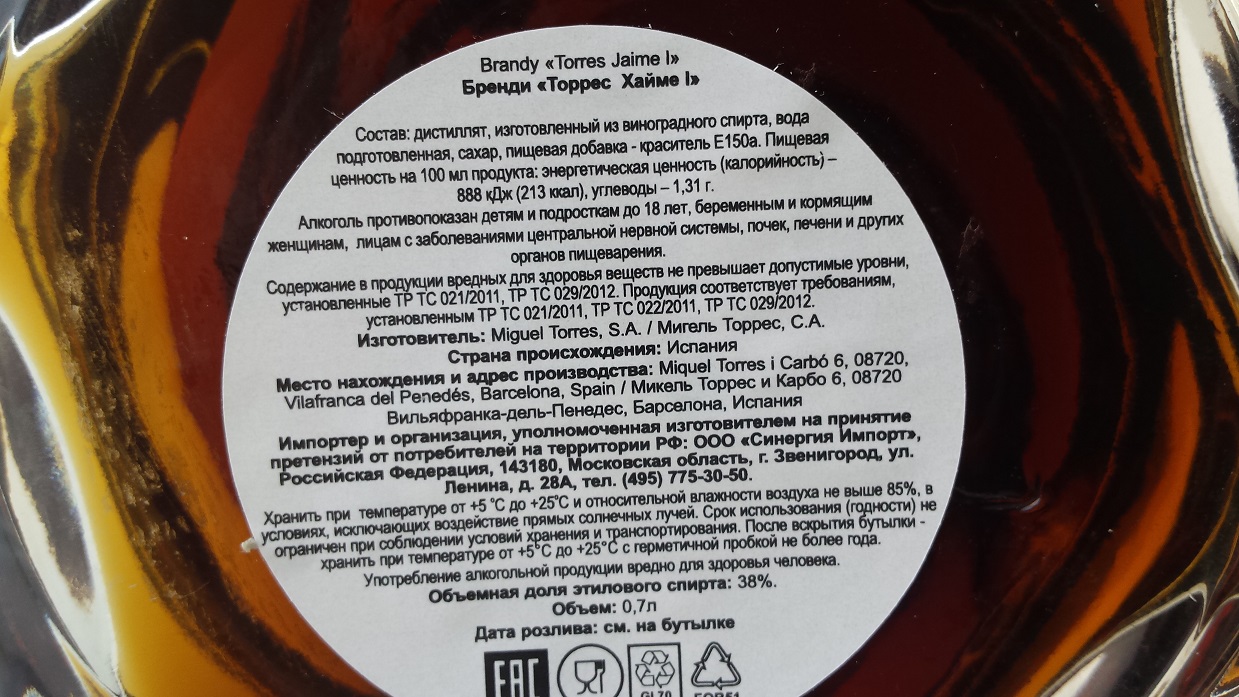 Brandy «Torres Jaime I»
Бренди «Торрес Хайме I»
Состав: дистиллят, изготовленный из виноградного спирта, вода
подготовленная, сахар, пищевая добавка - краситель Е150а. Пищевая
ценность на 100 мл продукта: энергетическая ценность (калорийность) –
888 кДж (213 ккал), углеводы – 1,31 г.
Алкоголь противопоказан детям и подросткам до 18 лет, беременным и кормящим
женщинам, лицам с заболеваниями центральной нервной системы, почек, печени и других
органов пищеварения.
Содержание в продукции вредных для здоровья веществ не превышает допустимые уровни,
установленные ТР ТС 021/2011, ТР ТС 029/2012. Продукция соответствует требованиям,
установленным ТР ТС 021/2011, ТР ТС 022/2011, ТР ТС 029/2012.
Изготовитель: Miguel Torres, S.A. / Мигель Торрес, С.А.
Страна происхождения: Испания
Место нахождения и адрес производства: Miquel Torres i Carbó 6, 08720,
Vilafranca del Penedés, Barcelona, Spain / Микель Торрес и Карбо 6, 08720
Вильяфранка-дель-Пенедес, Барселона, Испания
Импортер и организация, уполномоченная изготовителем на принятие
претензий от потребителей на территории РФ: ООО «Синергия Импорт»,
Российская Федерация, 143180, Московская область, г. Звенигород, ул.
Ленина, д. 28А, тел. (495) 775-30-50.
Хранить при температуре от +5 °С до +25°С и относительной влажности воздуха не выше 85%, в
условиях, исключающих воздействие прямых солнечных лучей. Срок использования (годности) не
ограничен при соблюдении условий хранения и транспортирования. После вскрытия бутылки -
хранить при температуре от +5°С до +25°С с герметичной пробкой не более года.
Употребление алкогольной продукции вредно для здоровья человека.
Объемная доля этилового спирта: 38%.
Объем: 0,7л
Дата розлива: см. на бутылке
EAC
GL70
FOR51